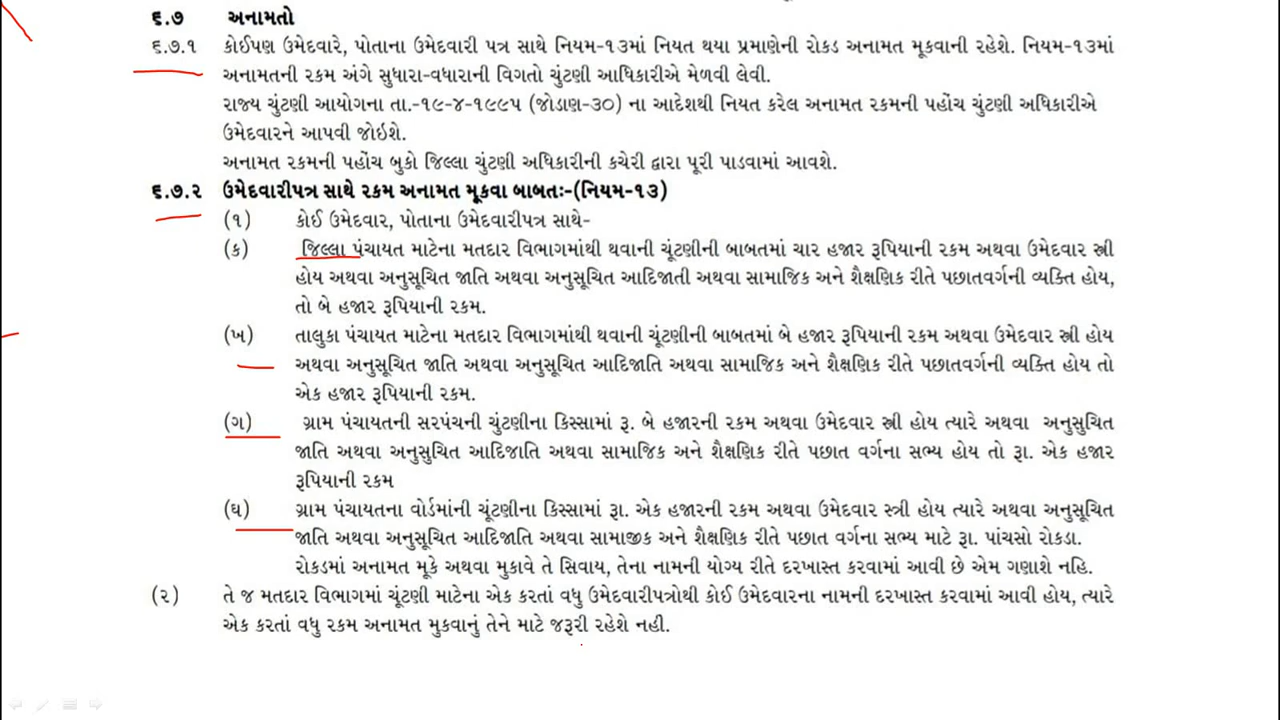 ૬.૭ અનામતો
૬.૭.૧ કોઈપણ ઉમેદવારે, પોતાના ઉમેદવારી પત્ર સાથે નિયમ-૧૩માં નિયત થયા પ્રમાણેની રોકડ અનામત મૂકવાની રહેશે. નિયમ-૧૩માં
અનામતની રકમ અંગે સુધારા-વધારાની વિગતો ચુંટણી આધિકારીએ મેળવી લેવી.
રાજ્ય ચુંટણી આયોગના તા.-૧૯-૪-૧૯૯૫ (જોડાણ-૩૦) ના આદેશથી નિયત કરેલ અનામત રકમની પહોંચ ચુંટણી અધિકારીએ
ઉમેદવારને આપવી જોઇશે.
અનામત રકમની પહોંચ બુકો જિલ્લા ચુંટણી અધિકારીની કચેરી દ્વારા પૂરી પાડવામાં આવશે.
૬.૭.૨ ઉમેદવારીપત્ર સાથે રકમ અનામત મૂકવા બાબતઃ-(નિયમ-૧૩)
(૧) કોઈ ઉમેદવાર, પોતાના ઉમેદવારીપત્ર સાથે-
(ક) જિલ્લા પંચાયત માટેના મતદાર વિભાગમાંથી થવાની ચૂંટણીની બાબતમાં ચાર હજાર રૂપિયાની રકમ અથવા ઉમેદવાર સ્ત્રી
હોય અથવા અનુસૂચિત જાતિ અથવા અનુસૂચિત આદિજાતી અથવા સામાજિક અને શૈક્ષણિક રીતે પછાતવર્ગની વ્યક્તિ હોય,
તો બે હજાર રૂપિયાની રકમ.
(ખ) તાલુકા પંચાયત માટેના મતદાર વિભાગમાંથી થવાની ચૂંટણીની બાબતમાં બે હજાર રૂપિયાની રકમ અથવા ઉમેદવાર સ્ત્રી હોય
અથવા અનુસૂચિત જાતિ અથવા અનુસૂચિત આદિજાતિ અથવા સામાજિક અને શૈક્ષણિક રીતે પછાતવર્ગની વ્યક્તિ હોય તો
એક હજાર રૂપિયાની રકમ.
(ગ) ગ્રામ પંચાયતની સરપંચની ચુંટણીના કિસ્સામાં રૂ. બે હજારની રકમ અથવા ઉમેદવાર સ્ત્રી હોય ત્યારે અથવા અનુસુચિત
જાતિ અથવા અનુસુચિત આદિજાતિ અથવા સામાજિક અને શૈક્ષણિક રીતે પછાત વર્ગના સભ્ય હોય તો રૂા. એક હજાર
રૂપિયાની રકમ
(ઘ) ગ્રામ પંચાયતના વોર્ડમાંની ચૂંટણીના કિસ્સામાં રૂા. એક હજારની રકમ અથવા ઉમેદવાર સ્ત્રી હોય ત્યારે અથવા અનુસૂચિત
જાતિ અથવા અનુસૂચિત આદિજાતિ અથવા સામાજીક અને શૈક્ષણિક રીતે પછાત વર્ગના સભ્ય માટે રૂા. પાંચસો રોકડા.
રોકડમાં અનામત મૂકે અથવા મુકાવે તે સિવાય, તેના નામની યોગ્ય રીતે દરખાસ્ત કરવામાં આવી છે એમ ગણાશે નહિ.
(૨) તે જ મતદાર વિભાગમાં ચૂંટણી માટેના એક કરતાં વધુ ઉમેદવારીપત્રોથી કોઈ ઉમેદવારના નામની દરખાસ્ત કરવામાં આવી હોય, ત્યારે
એક કરતાં વધુ રકમ અનામત મુકવાનું તેને માટે જરૂરી રહેશે નહી.